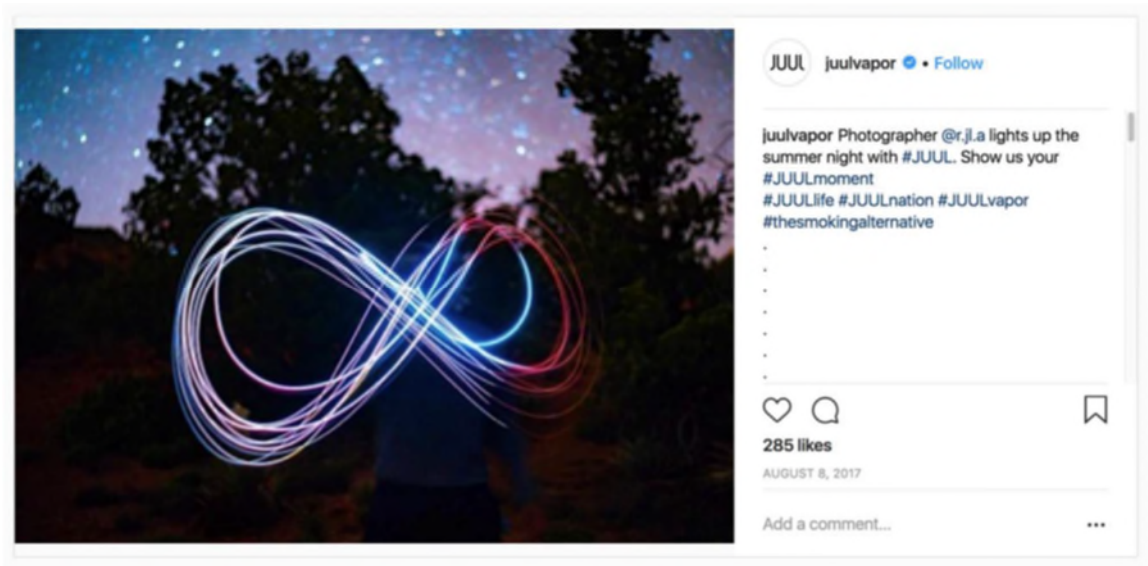 JUUL
juulvapor • Follow
juulvapor Photographer @r.jl.a lights up the
summer night with #JUUL. Show us your
#JUULmoment
#JUULlife #JUULnation #JUULvapor
#thesmokingalternative
.
.
.
.
.
.
.
285 likes
AUGUST 8, 2017
Add a comment...